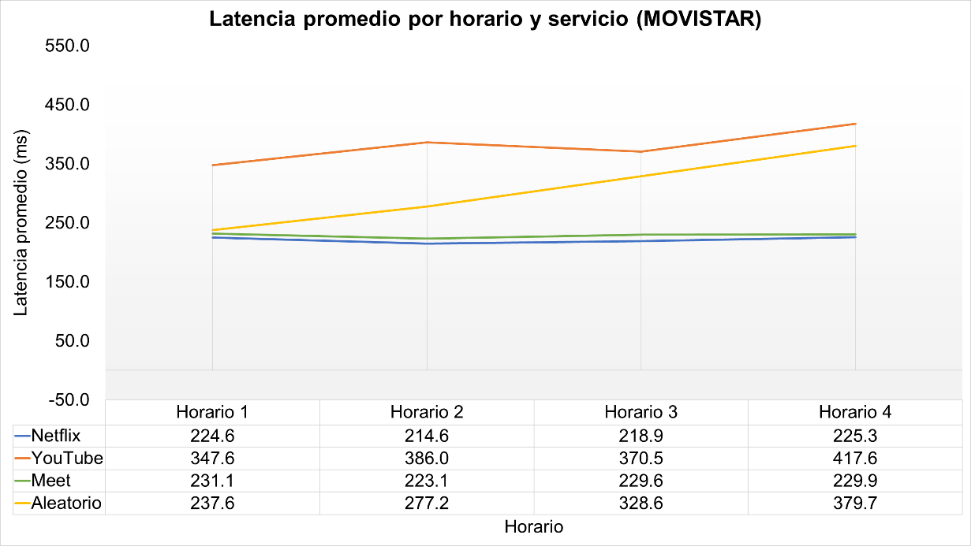 Latencia promedio por horario y servicio (MOVISTAR)
550.0
450.0
350.0
250.0
150.0
50.0
-50.0
Latencia promedio (ms)
Horario 1 Horario 2 Horario 3 Horario 4
Netflix 224.6 214.6 218.9 225.3
YouTube 347.6 386.0 370.5 417.6
Meet 231.1 223.1 229.6 229.9
Aleatorio 237.6 277.2 328.6 379.7
Horario